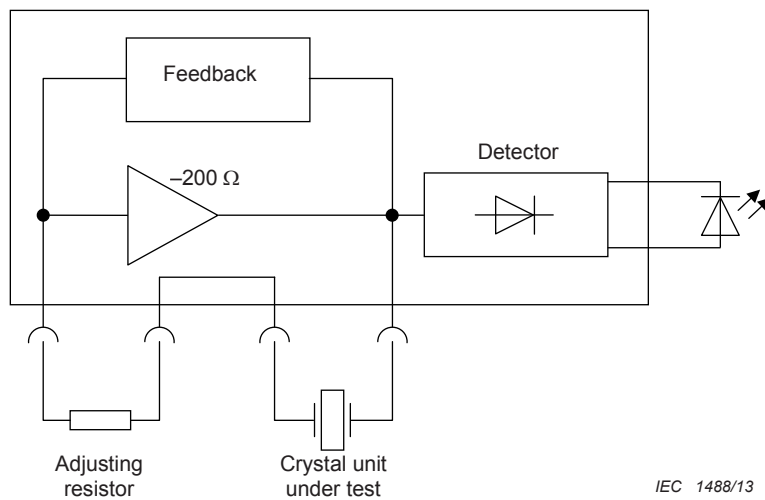 Feedback
–200 Ω
Detector
Adjusting
resistor
Crystal unit
under test
IEC 1488/13